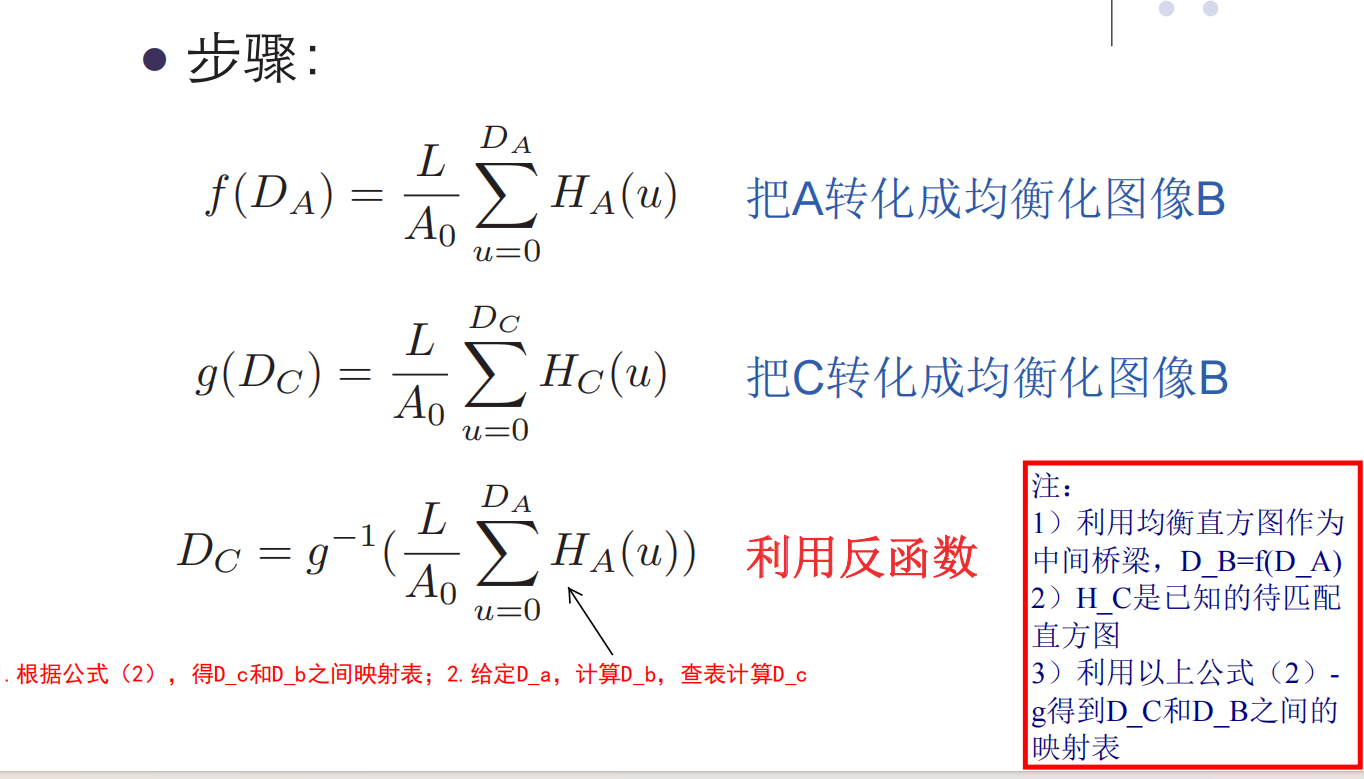 步骤：
f(D_A) = \frac{L}{A_0} \sum_{u=0}^{D_A} H_A(u) 把A转化成均衡化图像B
g(D_C) = \frac{L}{A_0} \sum_{u=0}^{D_C} H_C(u) 把C转化成均衡化图像B
D_C = g^{-1}(\frac{L}{A_0} \sum_{u=0}^{D_A} H_A(u)) 利用反函数
.根据公式（2），得D_c和D_b之间映射表；2.给定D_a，计算D_b，查表计算D_c
注：
1）利用均衡直方图作为
中间桥梁，D_B=f(D_A)
2）H_C是已知的待匹配
直方图
3）利用以上公式（2）-
g得到D_C和D_B之间的
映射表